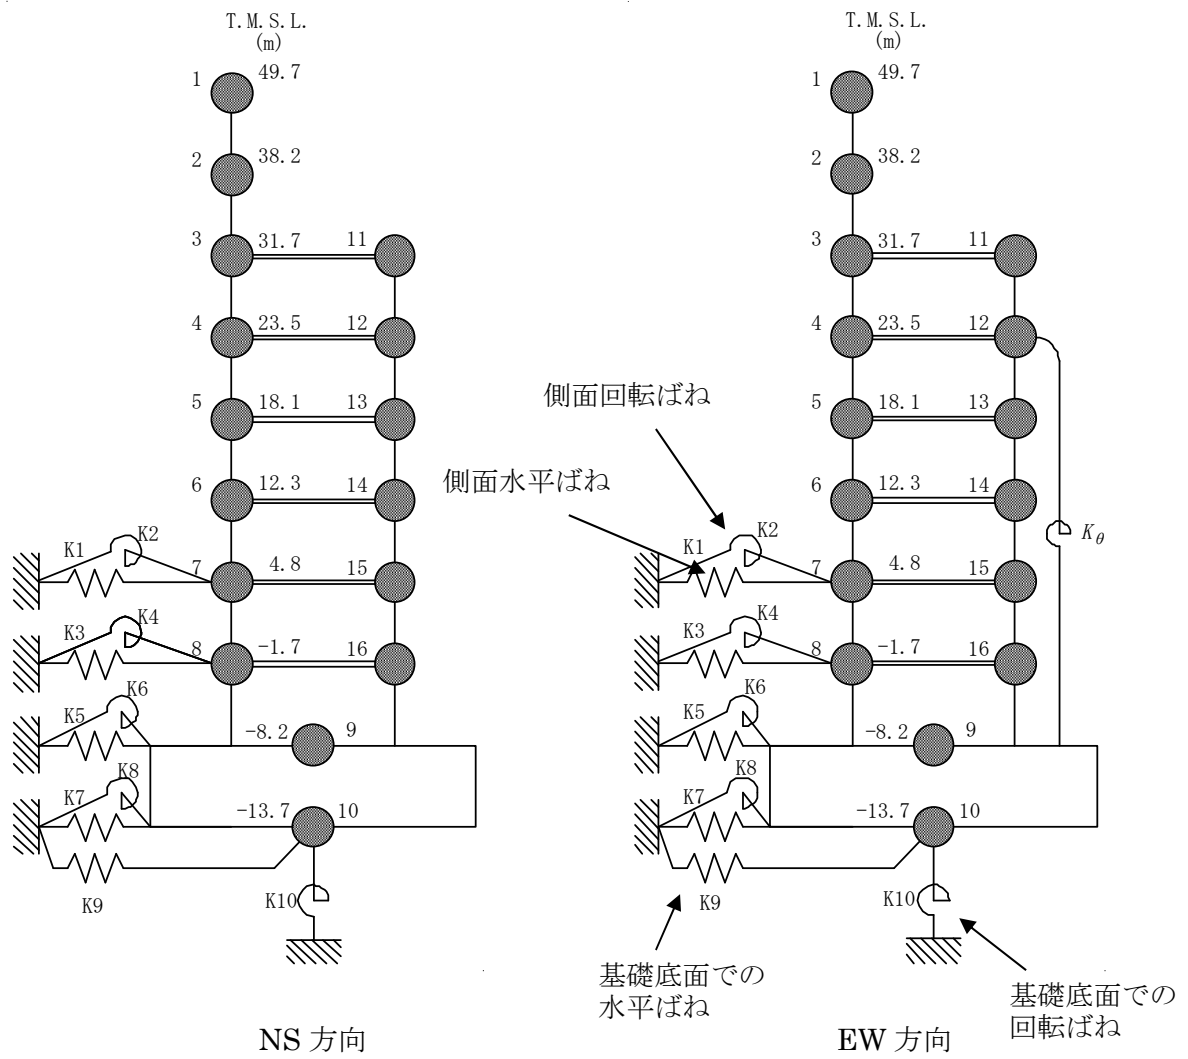 T.M.S.L.
(m)
1 49.7
2 38.2
3 31.7 11
4 23.5 12
5 18.1 13
6 12.3 14
K1 K2 7 4.8 15
K3 K4 8 -1.7 16
K5 K6 -8.2 9
K7 K8 -13.7 10
K9
K10
NS 方向
T.M.S.L.
(m)
1 49.7
2 38.2
3 31.7 11
4 23.5 12
側面回転ばね
5 18.1 13
側面水平ばね
6 12.3 14
Kθ
K1 K2 7 4.8 15
K3 K4 8 -1.7 16
K5 K6 -8.2 9
K7 K8 -13.7 10
K9
K10
基礎底面での
水平ばね
基礎底面での
回転ばね
EW 方向